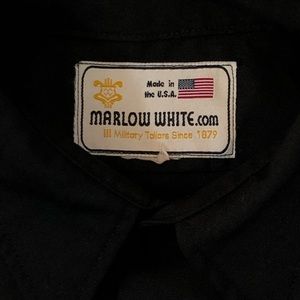 Made in
the U.S.A.
MARLOW WHITE.com
Military Tailors Since 1879